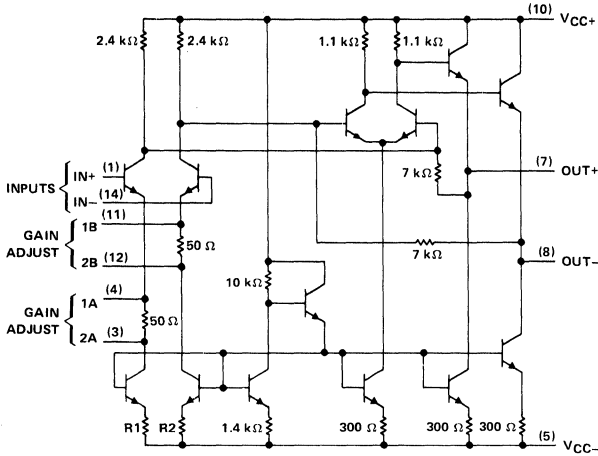 (10) VCC+
2.4 kΩ 2.4 kΩ 1.1 kΩ 1.1 kΩ
INPUTS
IN+ (1)
IN− (14)
7 kΩ
(7) OUT+
GAIN ADJUST
1B (11)
2B (12)
50 Ω
7 kΩ
(8) OUT−
10 kΩ
GAIN ADJUST
1A (4)
2A (3)
50 Ω
R1 R2 1.4 kΩ 300 Ω 300 Ω 300 Ω
(5) VCC−